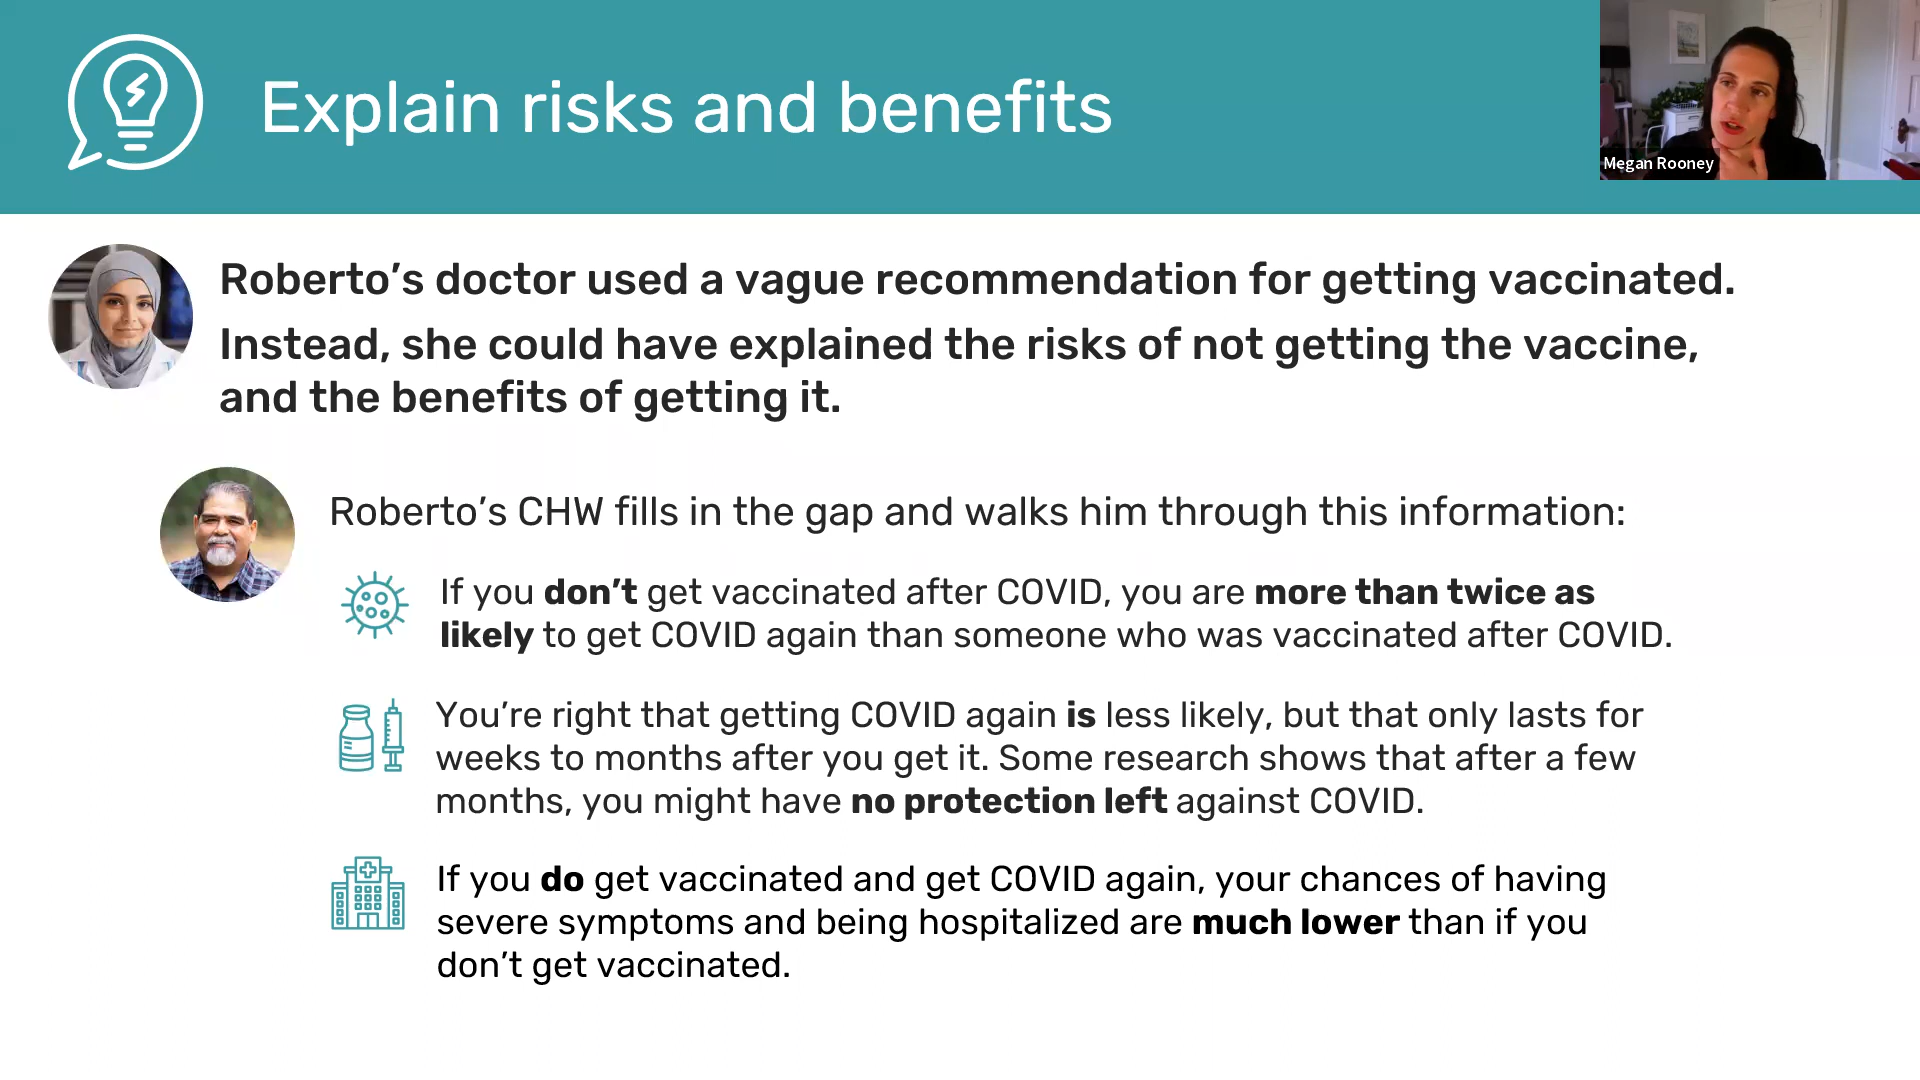 Explain risks and benefits
Megan Rooney
Roberto’s doctor used a vague recommendation for getting vaccinated.
Instead, she could have explained the risks of not getting the vaccine,
and the benefits of getting it.
Roberto’s CHW fills in the gap and walks him through this information:
If you don’t get vaccinated after COVID, you are more than twice as
likely to get COVID again than someone who was vaccinated after COVID.
You’re right that getting COVID again is less likely, but that only lasts for
weeks to months after you get it. Some research shows that after a few
months, you might have no protection left against COVID.
If you do get vaccinated and get COVID again, your chances of having
severe symptoms and being hospitalized are much lower than if you
don’t get vaccinated.